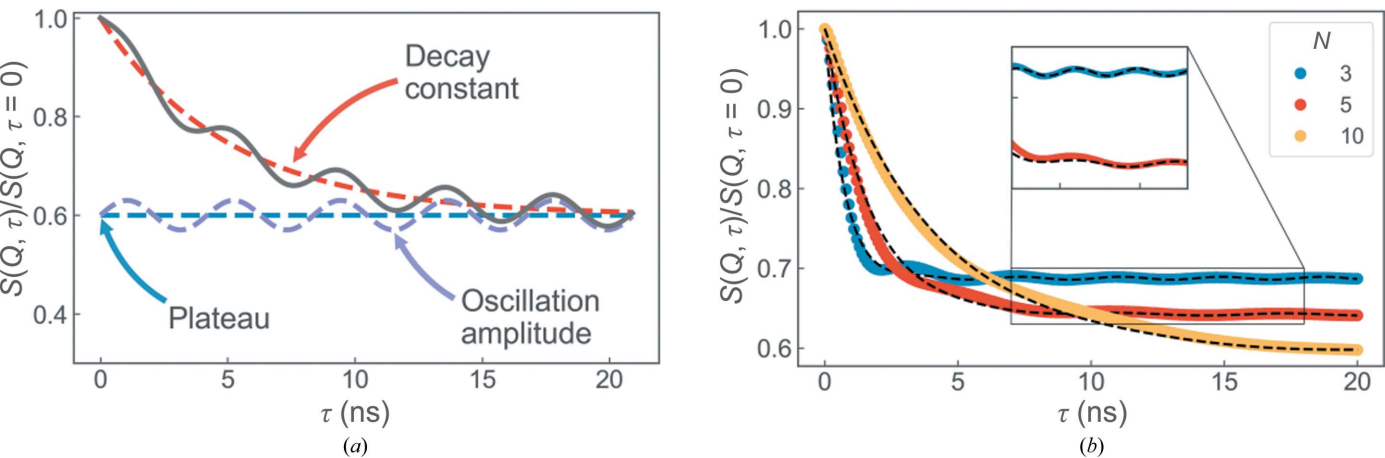 1.0
0.8
0.6
0.4
S(Q, τ)/S(Q, τ = 0)
Decay
constant
Plateau
Oscillation
amplitude
0
5
10
15
20
τ (ns)
(a)
1.0
0.9
0.8
0.7
0.6
S(Q, τ)/S(Q, τ = 0)
N
3
5
10
0
5
10
15
20
τ (ns)
(b)